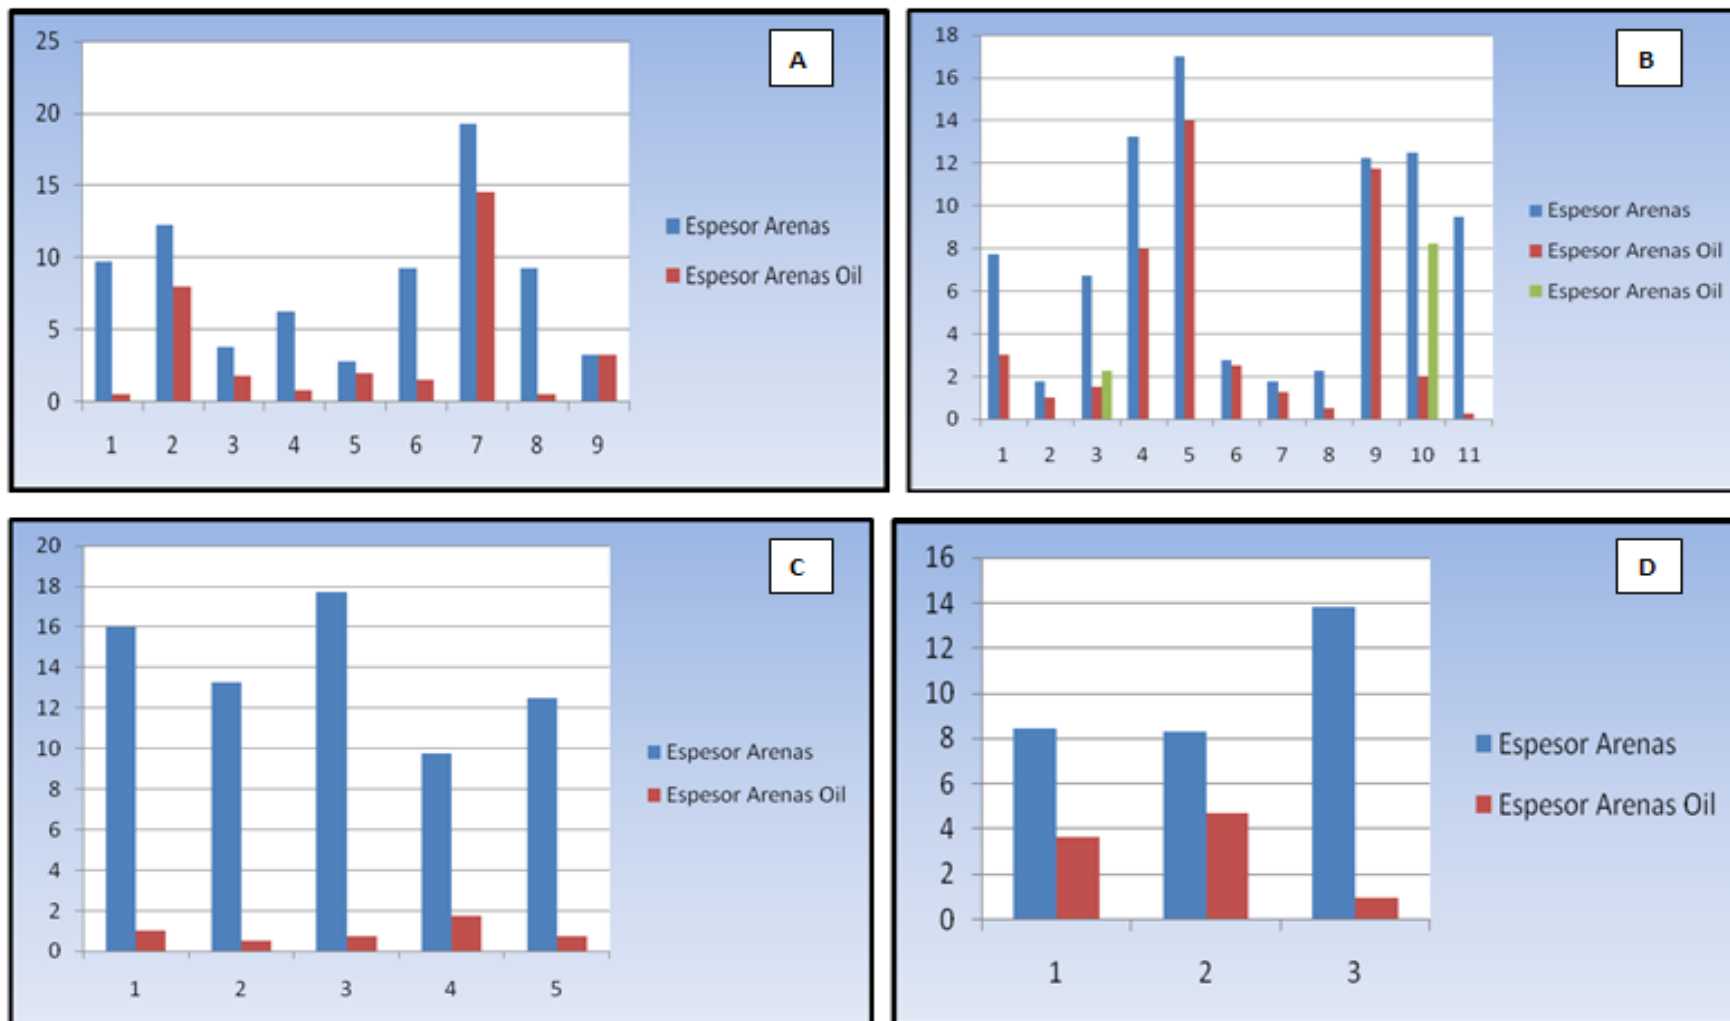 A
25
20
15
10
5
0
1 2 3 4 5 6 7 8 9
Espesor Arenas
Espesor Arenas Oil
B
18
16
14
12
10
8
6
4
2
0
1 2 3 4 5 6 7 8 9 10 11
Espesor Arenas
Espesor Arenas Oil
Espesor Arenas Oil
C
20
18
16
14
12
10
8
6
4
2
0
1 2 3 4 5
Espesor Arenas
Espesor Arenas Oil
D
16
14
12
10
8
6
4
2
0
1 2 3
Espesor Arenas
Espesor Arenas Oil